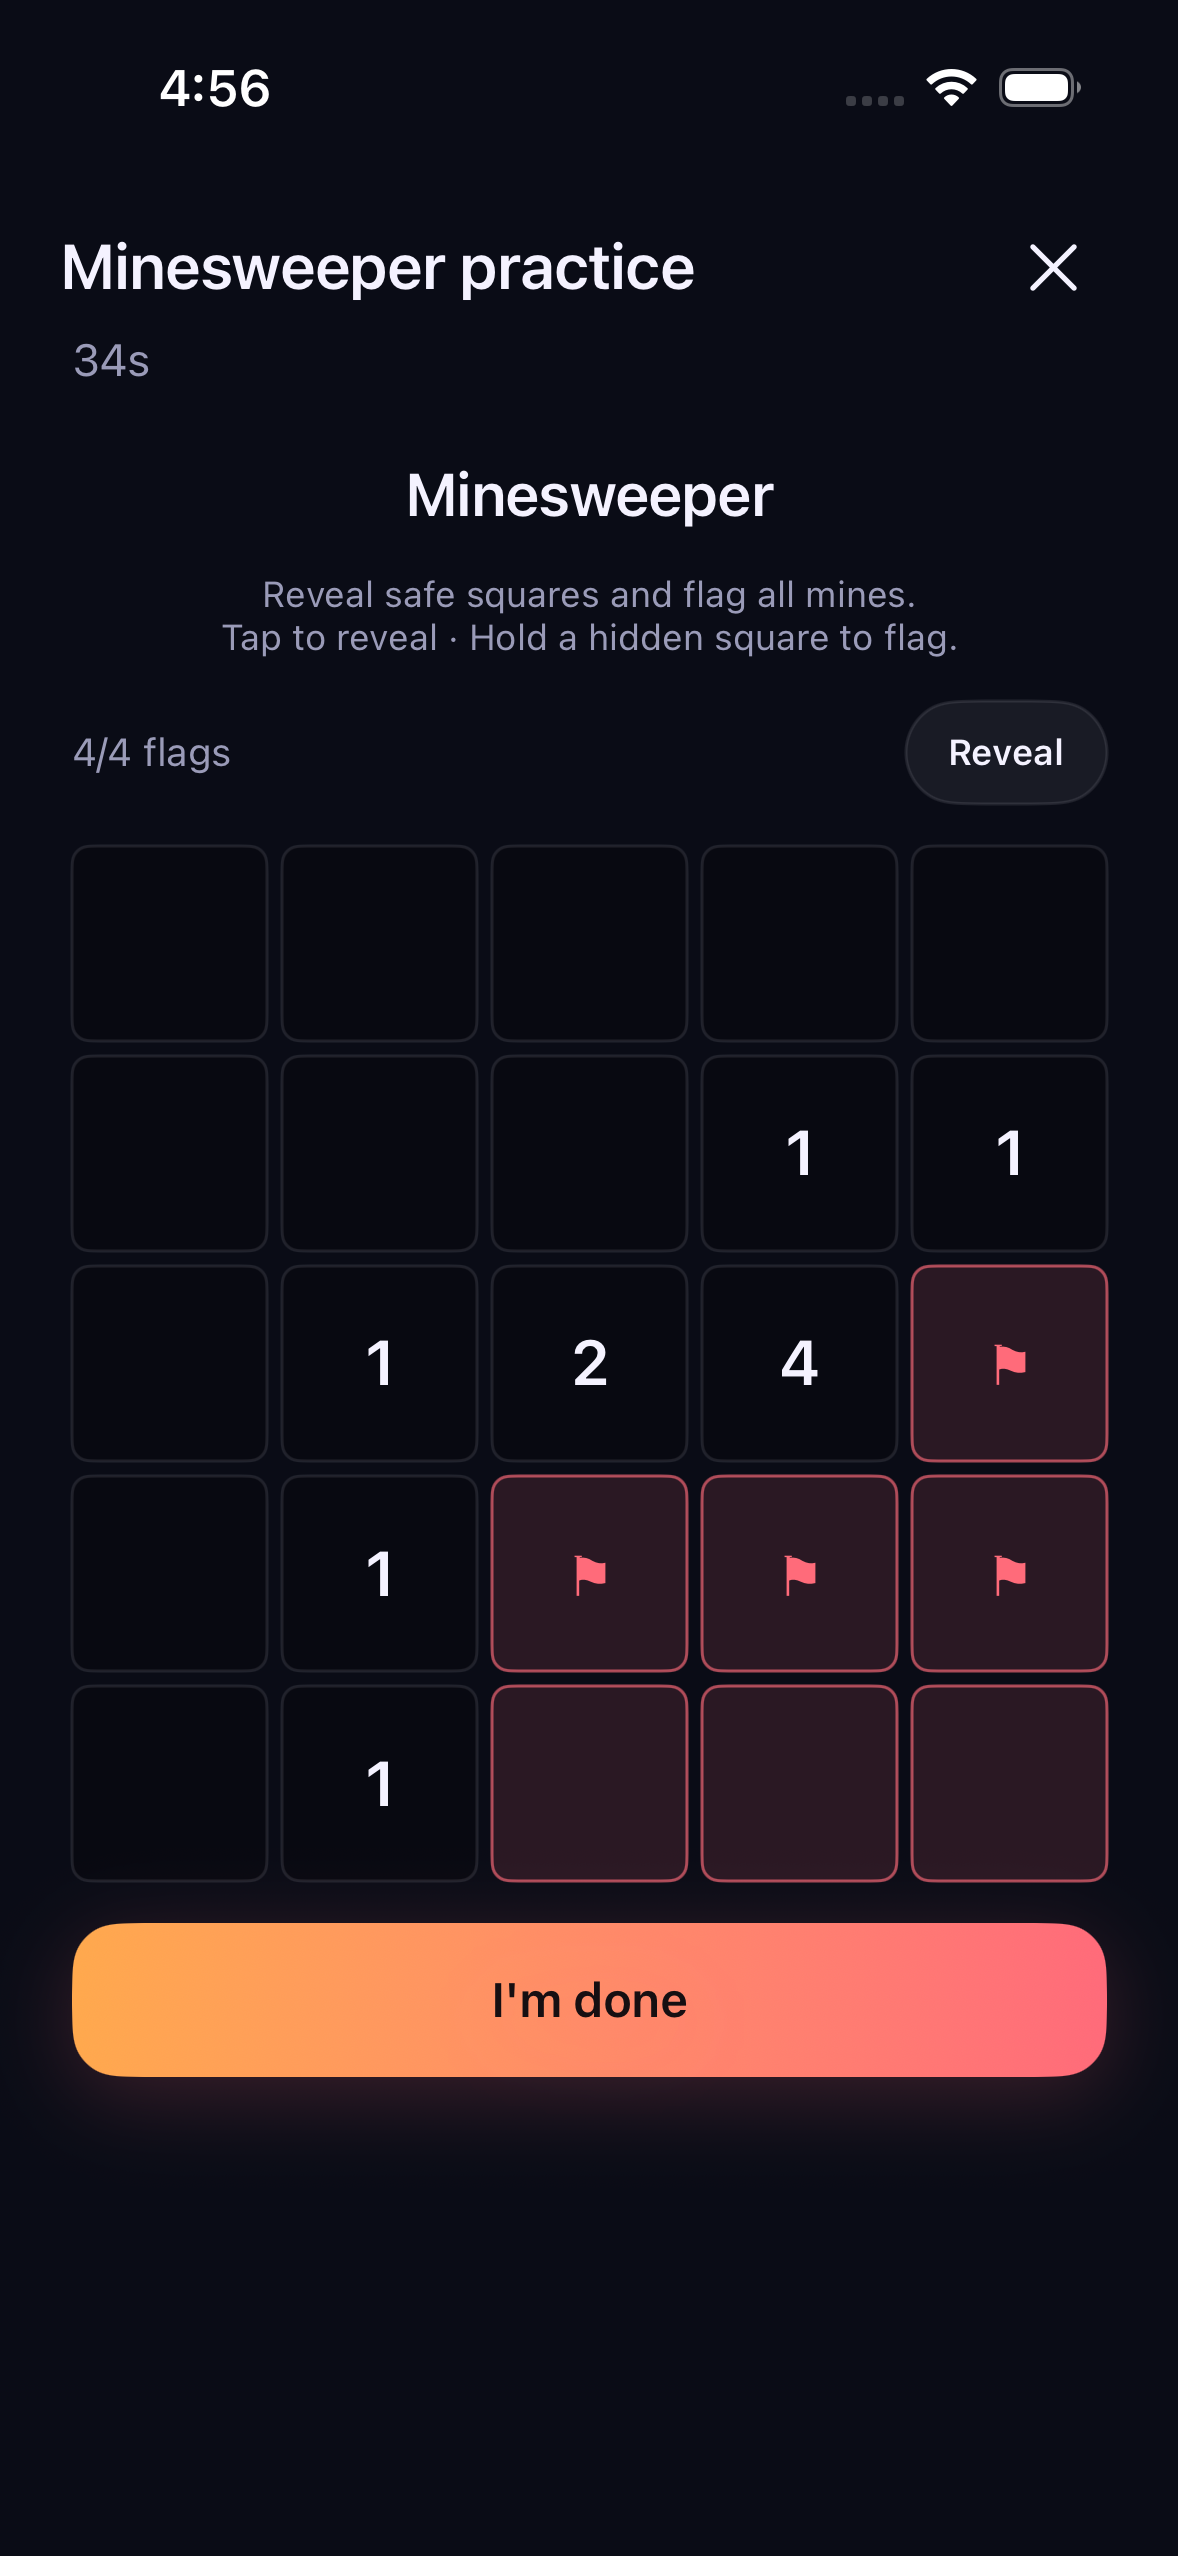 4:56
Minesweeper practice
34s
Minesweeper
Reveal safe squares and flag all mines.
Tap to reveal · Hold a hidden square to flag.
4/4 flags
Reveal
1 1
1 2 4
1
1
I'm done